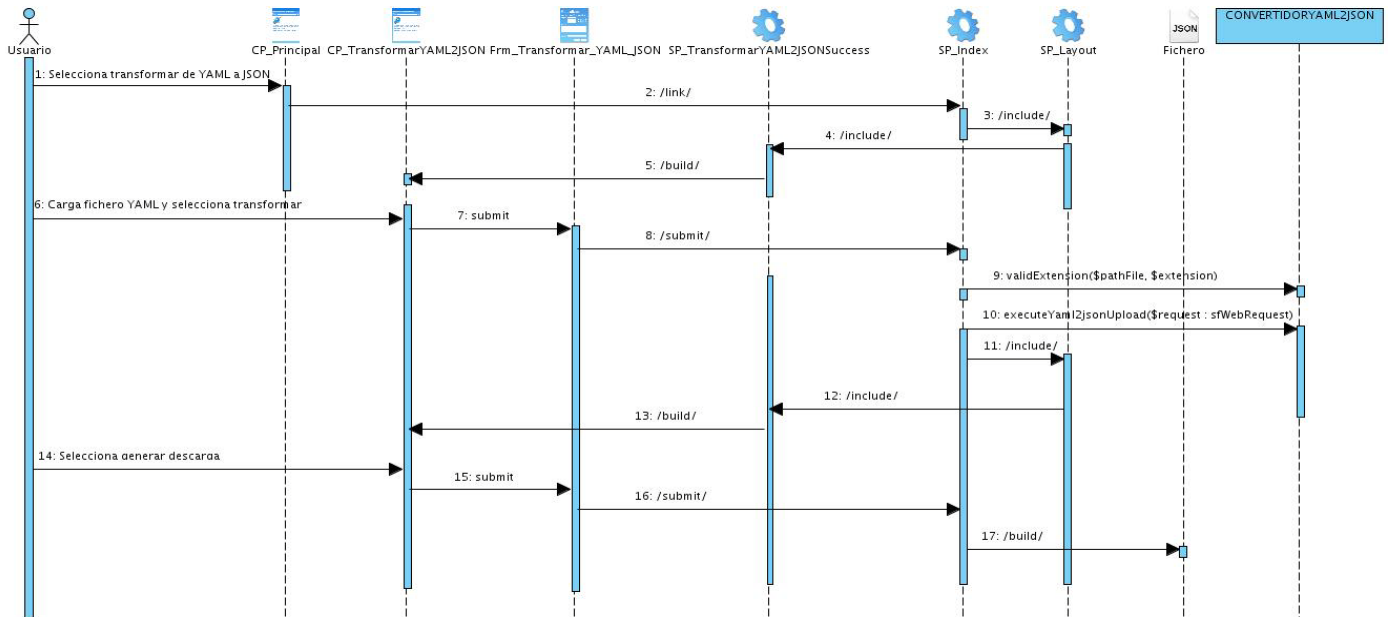 CONVERTIDORYAML2JSON
JSON
Usuario
CP_Principal
CP_TransformarYAML2JSON
Frm_Transformar_YAML_JSON
SP_TransformarYAML2JSONSuccess
SP_Index
SP_Layout
Fichero
1: Selecciona transformar de YAML a JSON
2: /link/
3: /include/
4: /include/
5: /build/
6: Carga fichero YAML y selecciona transformar
7: submit
8: /submit/
9: validExtension($pathFile, $extension)
10: executeYaml2jsonUpload($request : sfWebRequest)
11: /include/
12: /include/
13: /build/
14: Selecciona generar descarga
15: submit
16: /submit/
17: /build/